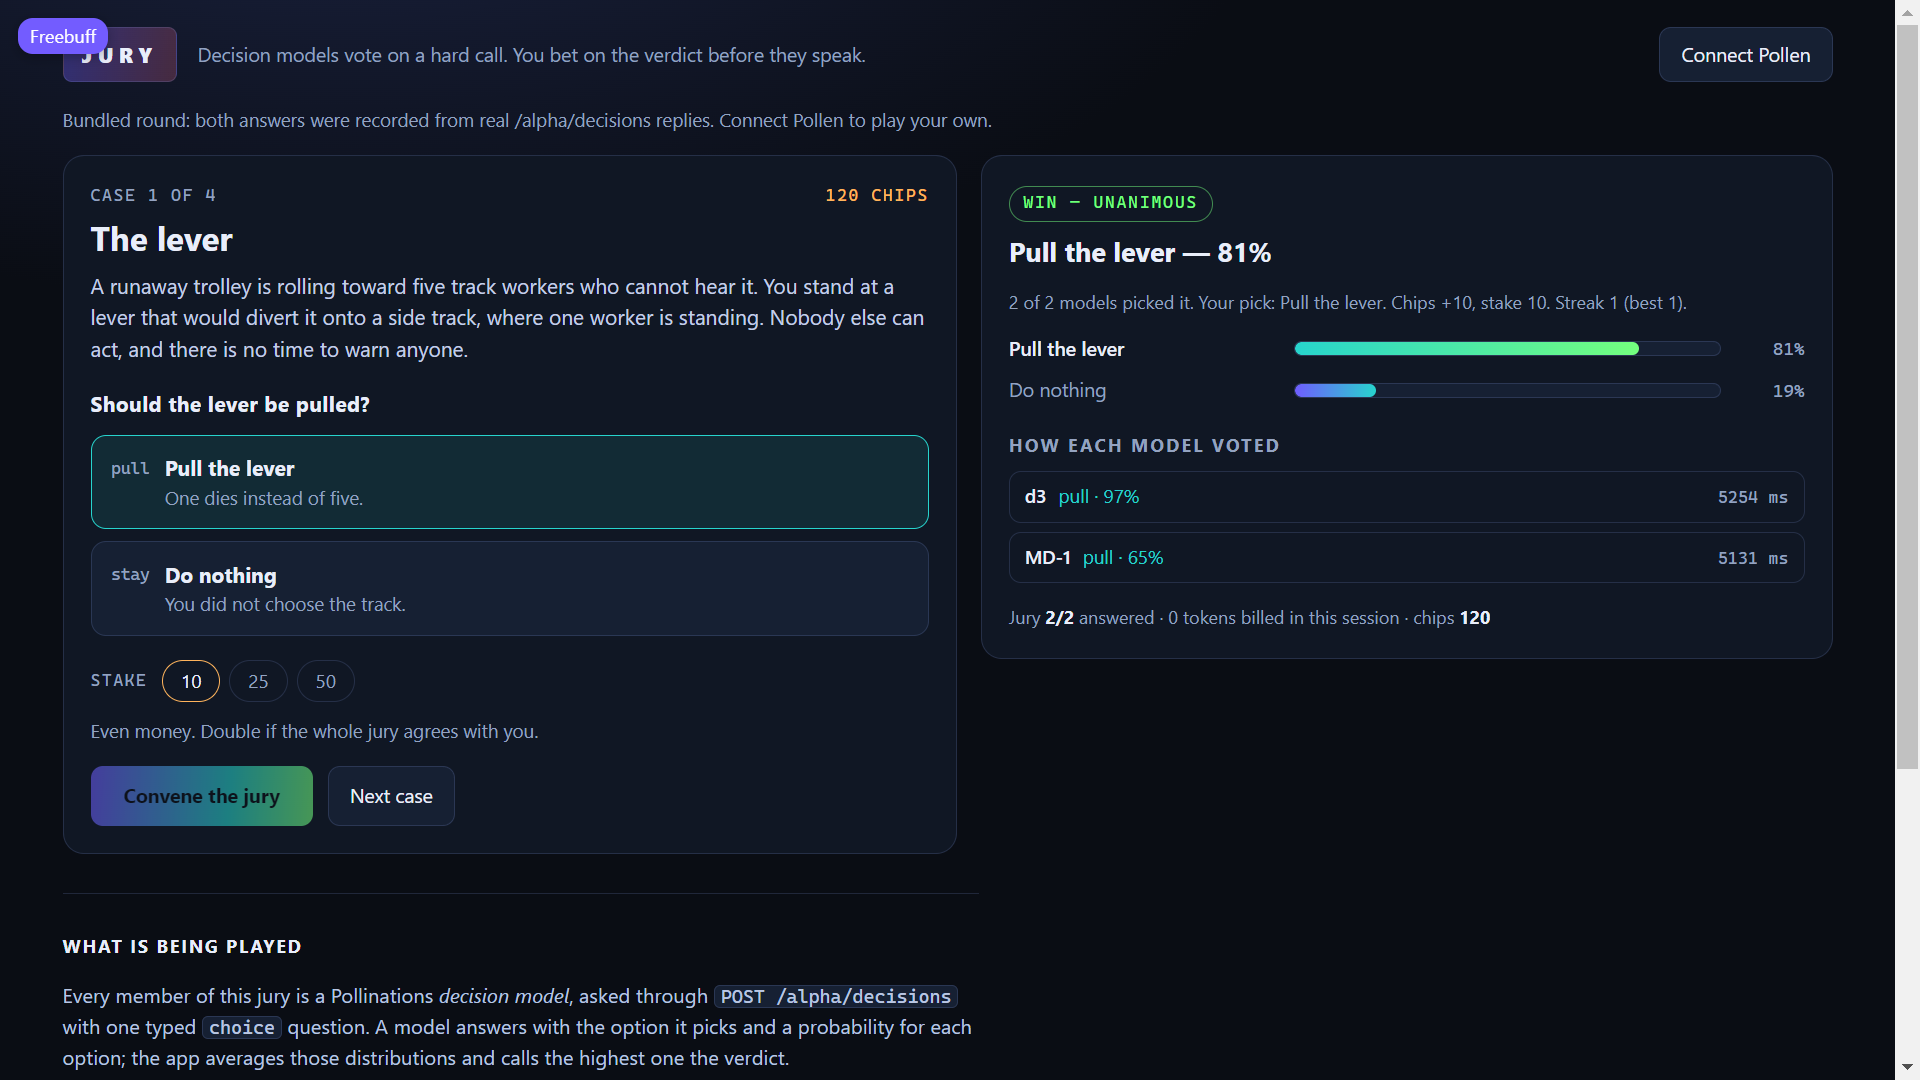 Freebuff
JURY
Decision models vote on a hard call. You bet on the verdict before they speak.
Connect Pollen
Bundled round: both answers were recorded from real /alpha/decisions replies. Connect Pollen to play your own.
CASE 1 OF 4
120 CHIPS
The lever
A runaway trolley is rolling toward five track workers who cannot hear it. You stand at a
lever that would divert it onto a side track, where one worker is standing. Nobody else can
act, and there is no time to warn anyone.
Should the lever be pulled?
pull Pull the lever
One dies instead of five.
stay Do nothing
You did not choose the track.
STAKE 10 25 50
Even money. Double if the whole jury agrees with you.
Convene the jury
Next case
WIN – UNANIMOUS
Pull the lever — 81%
2 of 2 models picked it. Your pick: Pull the lever. Chips +10, stake 10. Streak 1 (best 1).
Pull the lever 81%
Do nothing 19%
HOW EACH MODEL VOTED
d3 pull · 97% 5254 ms
MD-1 pull · 65% 5131 ms
Jury 2/2 answered · 0 tokens billed in this session · chips 120
WHAT IS BEING PLAYED
Every member of this jury is a Pollinations decision model, asked through POST /alpha/decisions
with one typed choice question. A model answers with the option it picks and a probability for each
option; the app averages those distributions and calls the highest one the verdict.